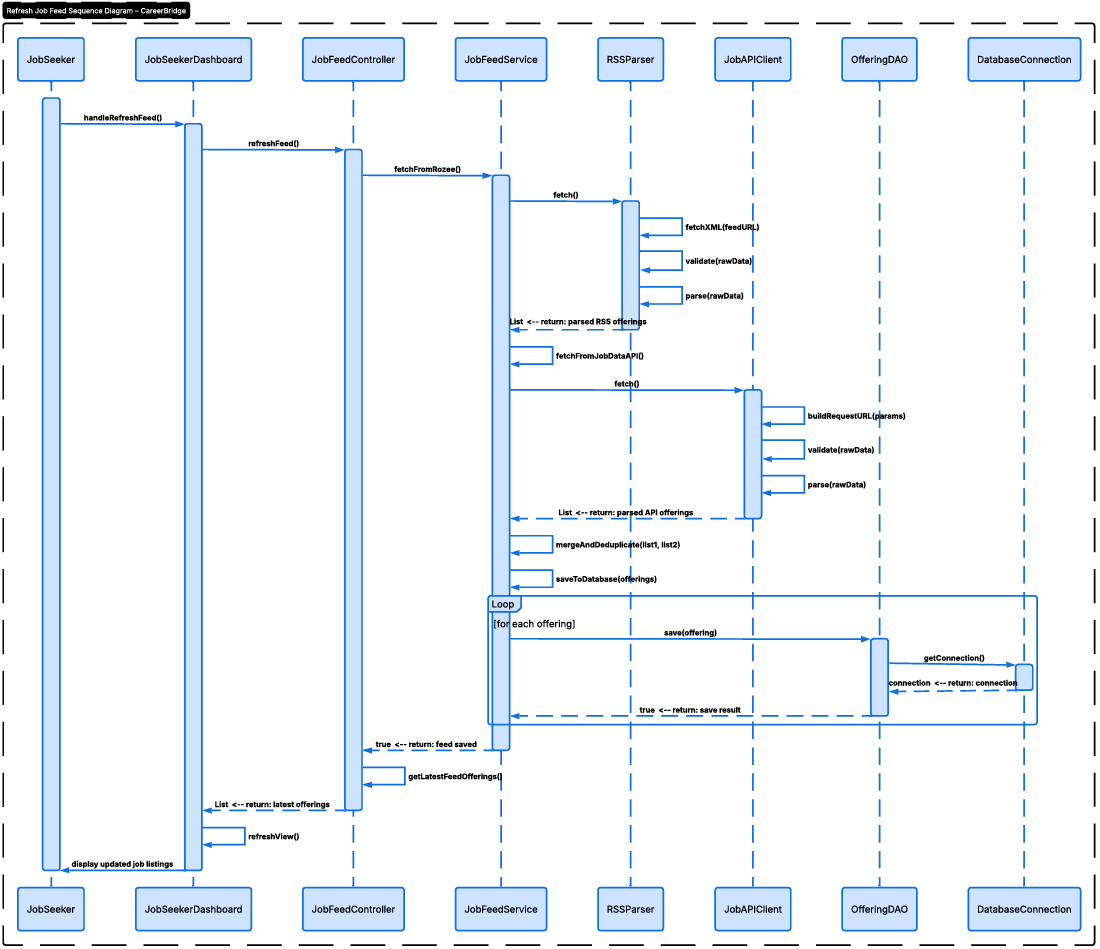 Refresh Job Feed Sequence Diagram – CareerBridge
JobSeeker
JobSeekerDashboard
JobFeedController
JobFeedService
RSSParser
JobAPIClient
OfferingDAO
DatabaseConnection
handleRefreshFeed()
refreshFeed()
fetchFromRozee()
fetch()
fetchXML(feedURL)
validate(rawData)
parse(rawData)
List <-- return: parsed RSS offerings
fetchFromJobDataAPI()
fetch()
buildRequestURL(params)
validate(rawData)
parse(rawData)
List <-- return: parsed API offerings
mergeAndDeduplicate(list1, list2)
saveToDatabase(offerings)
Loop
[for each offering]
save(offering)
getConnection()
connection <-- return: connection
true <-- return: save result
true <-- return: feed saved
getLatestFeedOfferings()
List <-- return: latest offerings
refreshView()
display updated job listings
JobSeeker
JobSeekerDashboard
JobFeedController
JobFeedService
RSSParser
JobAPIClient
OfferingDAO
DatabaseConnection